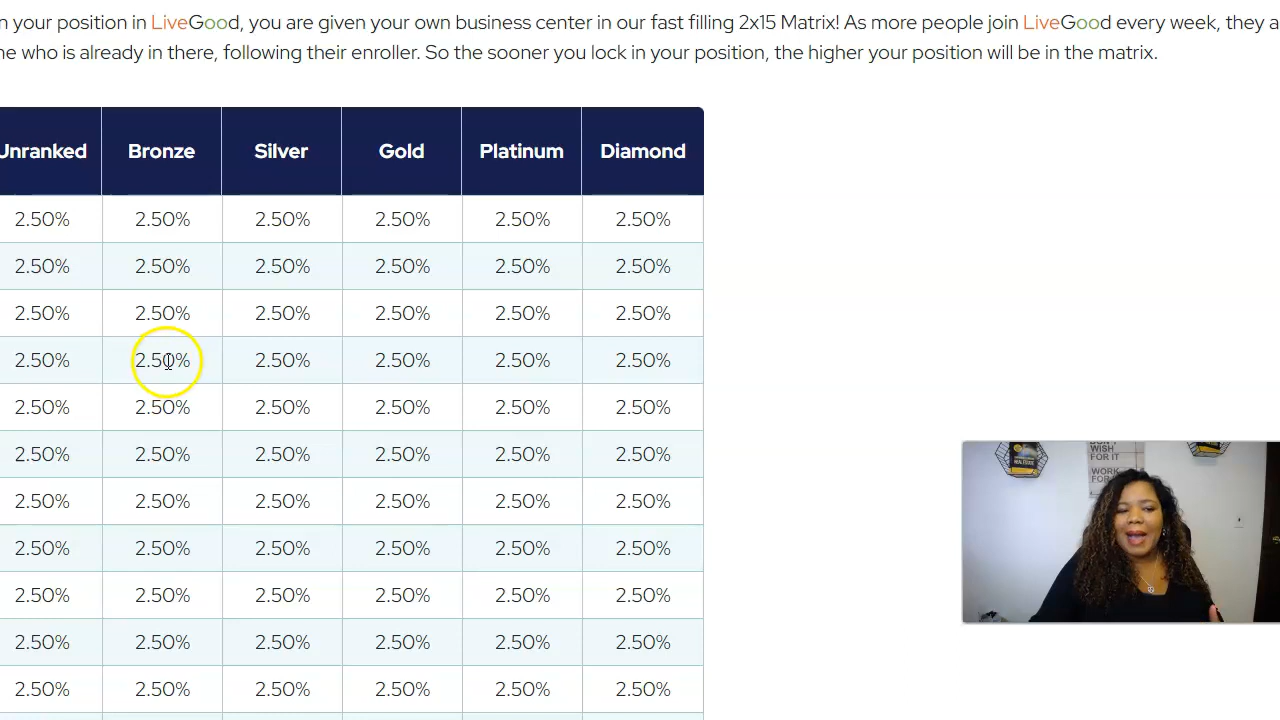 n your position in LiveGood, you are given your own business center in our fast filling 2x15 Matrix! As more people join LiveGood every week, they a
ne who is already in there, following their enroller. So the sooner you lock in your position, the higher your position will be in the matrix.
Unranked Bronze Silver Gold Platinum Diamond
2.50% 2.50% 2.50% 2.50% 2.50% 2.50%
2.50% 2.50% 2.50% 2.50% 2.50% 2.50%
2.50% 2.50% 2.50% 2.50% 2.50% 2.50%
2.50% 2.50% 2.50% 2.50% 2.50% 2.50%
2.50% 2.50% 2.50% 2.50% 2.50% 2.50%
2.50% 2.50% 2.50% 2.50% 2.50% 2.50%
2.50% 2.50% 2.50% 2.50% 2.50% 2.50%
2.50% 2.50% 2.50% 2.50% 2.50% 2.50%
2.50% 2.50% 2.50% 2.50% 2.50% 2.50%
2.50% 2.50% 2.50% 2.50% 2.50% 2.50%
2.50% 2.50% 2.50% 2.50% 2.50% 2.50%
WISH
FOR IT
WORK
FOR